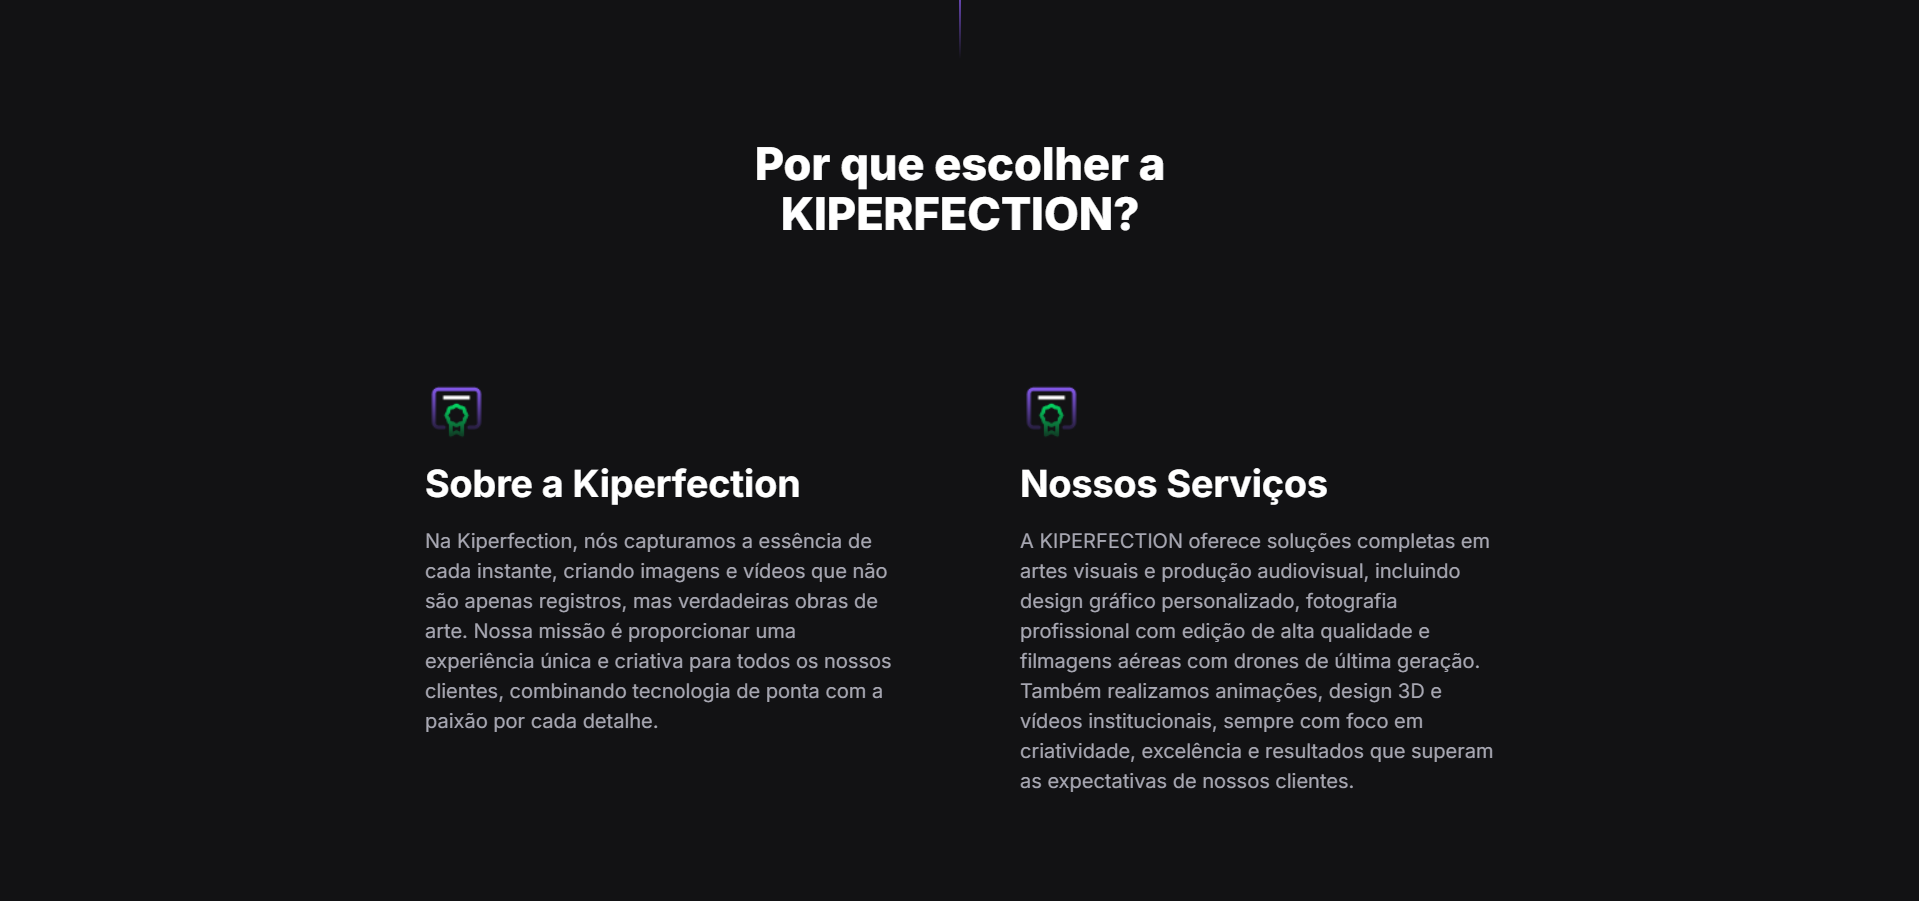 Por que escolher a
KIPERFECTION?
Sobre a Kiperfection
Na Kiperfection, nós capturamos a essência de
cada instante, criando imagens e vídeos que não
são apenas registros, mas verdadeiras obras de
arte. Nossa missão é proporcionar uma
experiência única e criativa para todos os nossos
clientes, combinando tecnologia de ponta com a
paixão por cada detalhe.
Nossos Serviços
A KIPERFECTION oferece soluções completas em
artes visuais e produção audiovisual, incluindo
design gráfico personalizado, fotografia
profissional com edição de alta qualidade e
filmagens aéreas com drones de última geração.
Também realizamos animações, design 3D e
vídeos institucionais, sempre com foco em
criatividade, excelência e resultados que superam
as expectativas de nossos clientes.